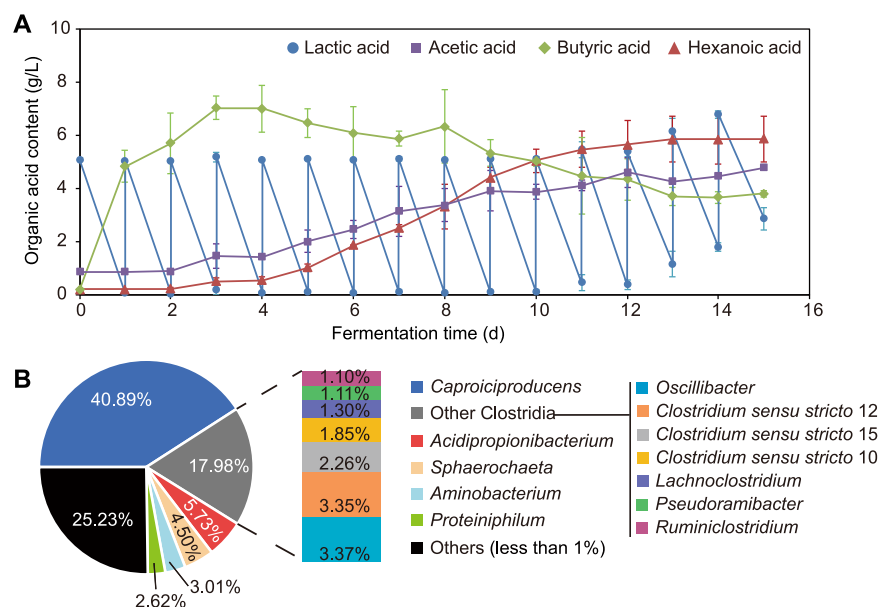 A
Lactic acid Acetic acid Butyric acid Hexanoic acid
Organic acid content (g/L)
10
8
6
4
2
0
0 2 4 6 8 10 12 14 16
Fermentation time (d)
B
40.89%
17.98%
5.73%
4.50%
3.01%
2.62%
25.23%
1.10%
1.11%
1.30%
1.85%
2.26%
3.35%
3.37%
Caproiciproducens
Other Clostridia
Acidipropionibacterium
Sphaerochaeta
Aminobacterium
Proteiniphilum
Others (less than 1%)
Oscillibacter
Clostridium sensu stricto 12
Clostridium sensu stricto 15
Clostridium sensu stricto 10
Lachnoclostridium
Pseudoramibacter
Ruminiclostridium